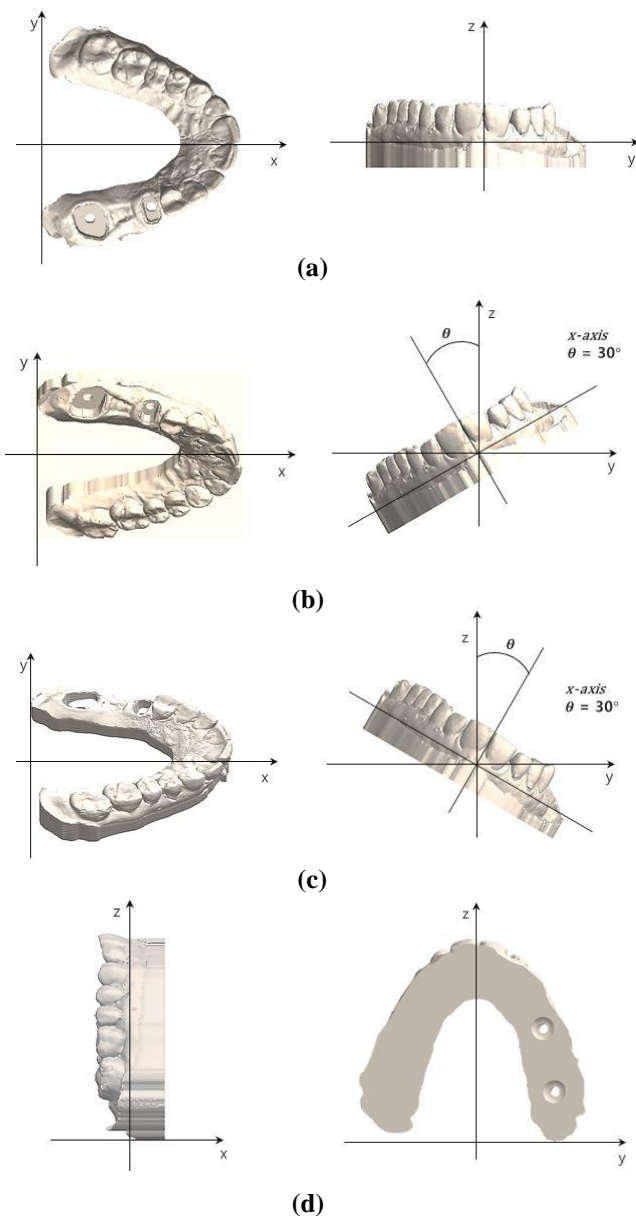 y
x
z
y
(a)
y
x
z
θ
x-axis
θ = 30°
y
(b)
y
x
z
θ
x-axis
θ = 30°
y
(c)
z
x
z
y
(d)